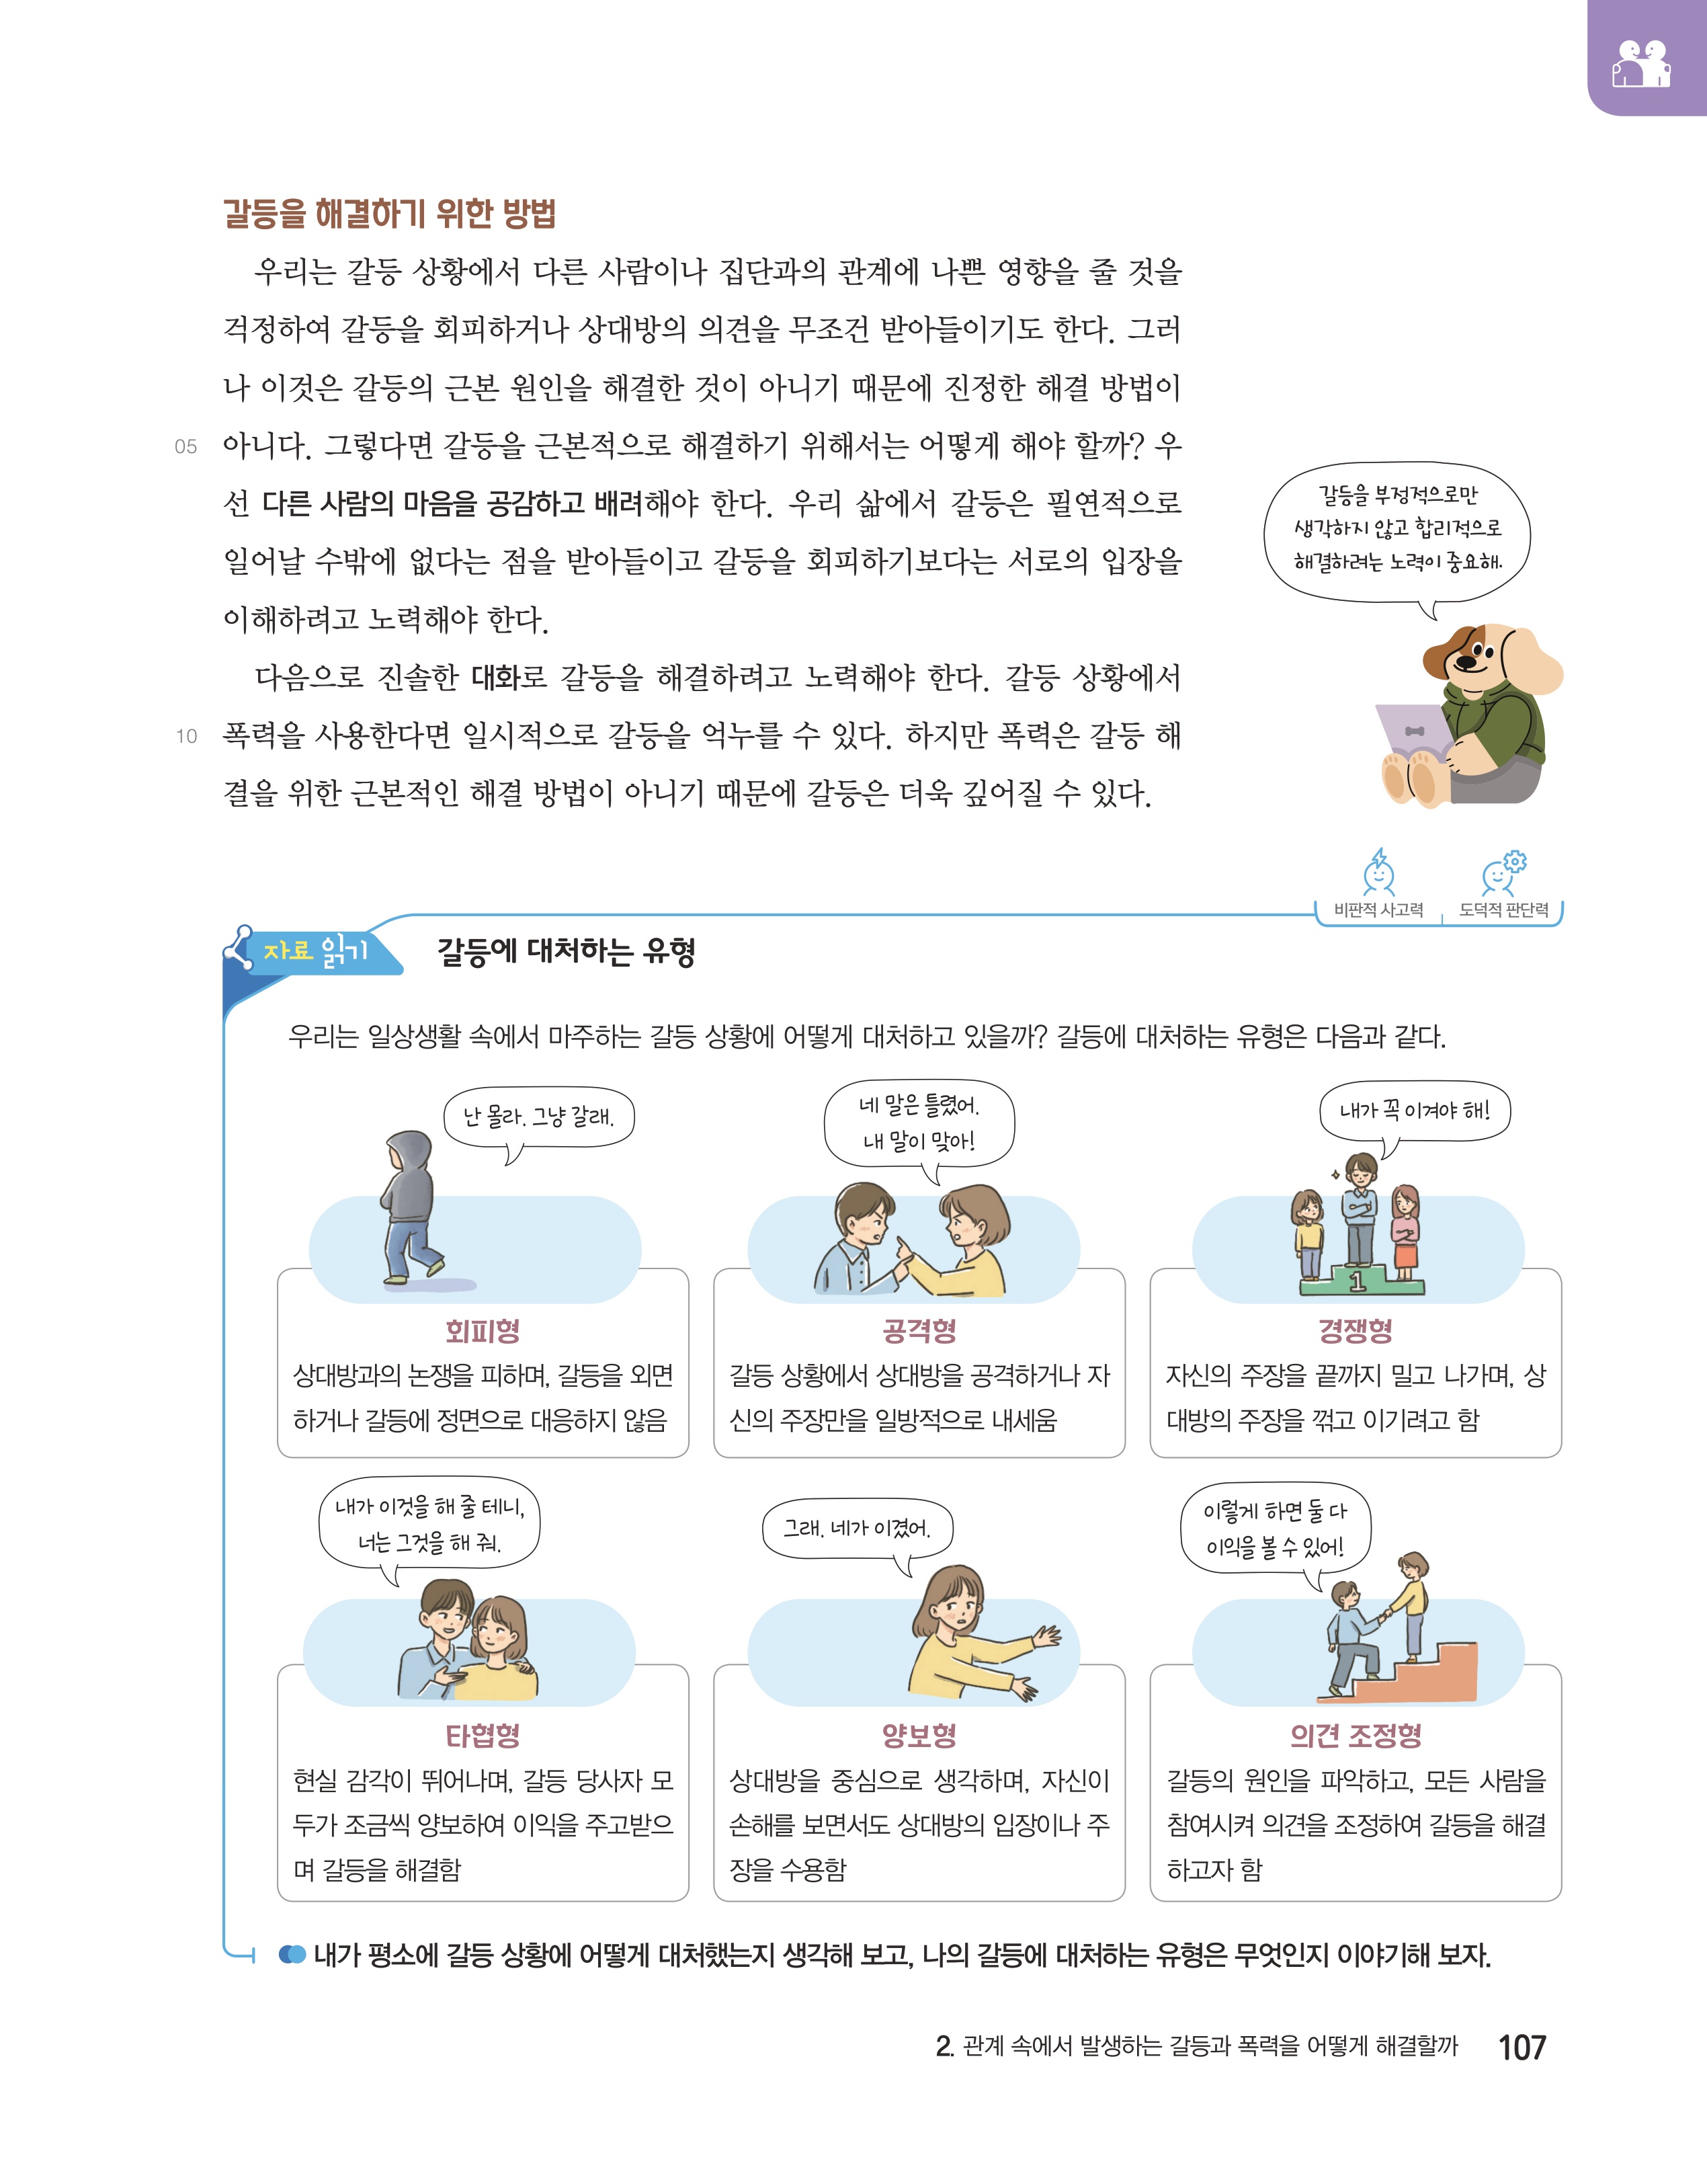 갈등을 해결하기 위한 방법
우리는 갈등 상황에서 다른 사람이나 집단과의 관계에 나쁜 영향을 줄 것을
걱정하여 갈등을 회피하거나 상대방의 의견을 무조건 받아들이기도 한다. 그러
나 이것은 갈등의 근본 원인을 해결한 것이 아니기 때문에 진정한 해결 방법이
05 아니다. 그렇다면 갈등을 근본적으로 해결하기 위해서는 어떻게 해야 할까? 우
선 다른 사람의 마음을 공감하고 배려해야 한다. 우리 삶에서 갈등은 필연적으로
일어날 수밖에 없다는 점을 받아들이고 갈등을 회피하기보다는 서로의 입장을
이해하려고 노력해야 한다.
다음으로 진솔한 대화로 갈등을 해결하려고 노력해야 한다. 갈등 상황에서
10 폭력을 사용한다면 일시적으로 갈등을 억누를 수 있다. 하지만 폭력은 갈등 해
결을 위한 근본적인 해결 방법이 아니기 때문에 갈등은 더욱 깊어질 수 있다.
갈등을 부정적으로만
생각하지 않고 합리적으로
해결하려는 노력이 중요해.
비판적 사고력
도덕적 판단력
자료 읽기
갈등에 대처하는 유형
우리는 일상생활 속에서 마주하는 갈등 상황에 어떻게 대처하고 있을까? 갈등에 대처하는 유형은 다음과 같다.
난 몰라. 그냥 갈래.
회피형
상대방과의 논쟁을 피하며, 갈등을 외면
하거나 갈등에 정면으로 대응하지 않음
네 말은 틀렸어.
내 말이 맞아!
공격형
갈등 상황에서 상대방을 공격하거나 자
신의 주장만을 일방적으로 내세움
내가 꼭 이겨야 해!
1
경쟁형
자신의 주장을 끝까지 밀고 나가며, 상
대방의 주장을 꺾고 이기려고 함
내가 이것을 해 줄 테니,
너는 그것을 해 줘.
타협형
현실 감각이 뛰어나며, 갈등 당사자 모
두가 조금씩 양보하여 이익을 주고받으
며 갈등을 해결함
그래. 네가 이겼어.
양보형
상대방을 중심으로 생각하며, 자신이
손해를 보면서도 상대방의 입장이나 주
장을 수용함
이렇게 하면 둘 다
이익을 볼 수 있어!
의견 조정형
갈등의 원인을 파악하고, 모든 사람을
참여시켜 의견을 조정하여 갈등을 해결
하고자 함
내가 평소에 갈등 상황에 어떻게 대처했는지 생각해 보고, 나의 갈등에 대처하는 유형은 무엇인지 이야기해 보자.
2. 관계 속에서 발생하는 갈등과 폭력을 어떻게 해결할까 107